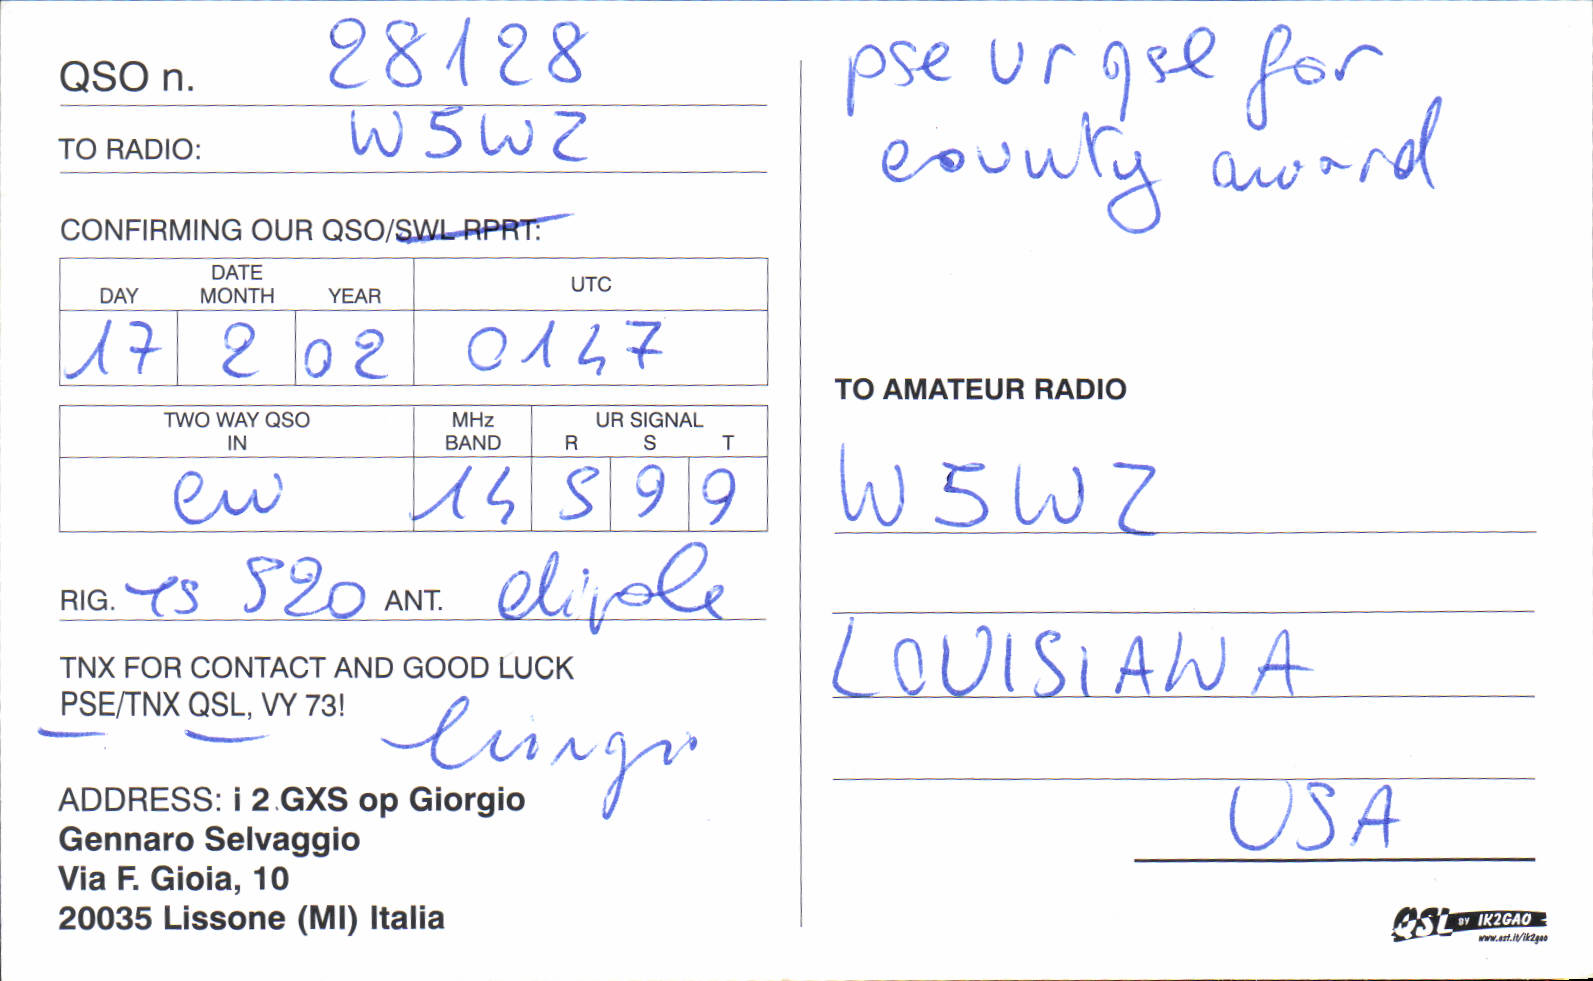 QSO n. 28128
TO RADIO: W5WZ
CONFIRMING OUR QSO/SWL RPRT:
DATE
DAY MONTH YEAR UTC
17 2 02 0147
TWO WAY QSO MHz UR SIGNAL
IN BAND R S T
cw 14 5 9 9
RIG. TS 520 ANT. dipole
TNX FOR CONTACT AND GOOD LUCK
PSE/TNX QSL, VY 73!
ADDRESS: i 2 GXS op Giorgio
Gennaro Selvaggio
Via F. Gioia, 10
20035 Lissone (MI) Italia
pse ur qsl for
county award
TO AMATEUR RADIO
W5WZ
LOUISIANA
USA
QSL BY IK2GAO
www.ost.it/ik2gao